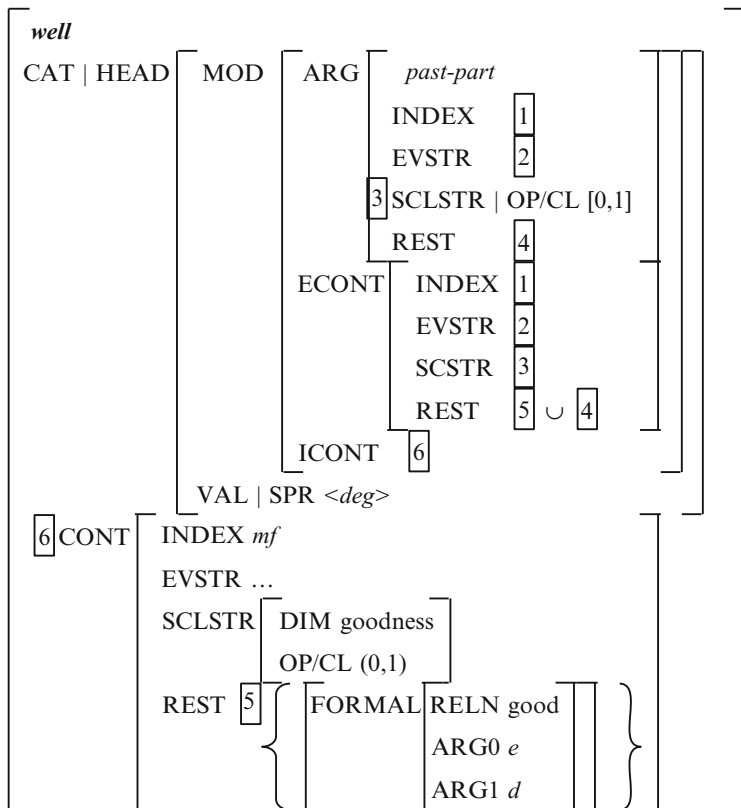 well
CAT | HEAD MOD ARG past-part
INDEX 1
EVSTR 2
3 SCLSTR | OP/CL [0,1]
REST 4
ECONT INDEX 1
EVSTR 2
SCSTR 3
REST 5 ∪ 4
ICONT 6
VAL | SPR <deg>
6 CONT INDEX mf
EVSTR …
SCLSTR DIM goodness
OP/CL (0,1)
REST 5 { FORMAL RELN good }
ARG0 e
ARG1 d